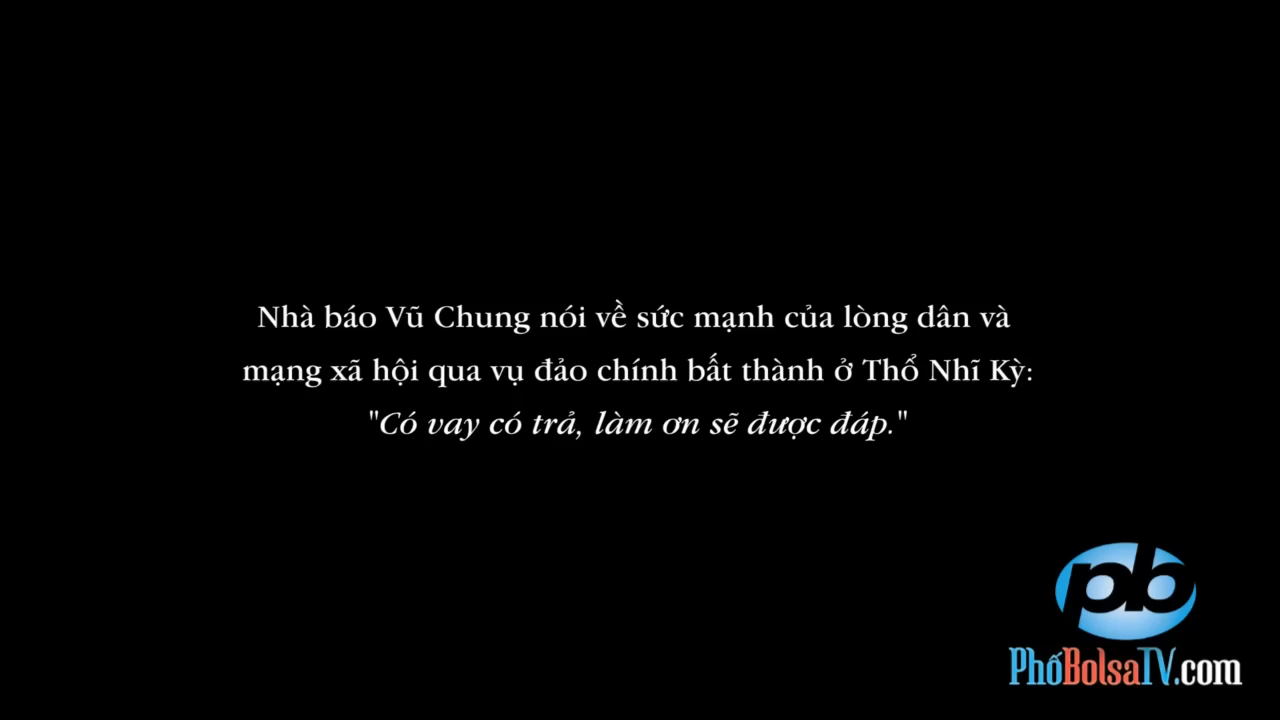 Nhà báo Vũ Chung nói về sức mạnh của lòng dân và
mạng xã hội qua vụ đảo chính bất thành ở Thổ Nhĩ Kỳ:
"Có vay có trả, làm ơn sẽ được đáp."
pb
PhốBolsaTV.com